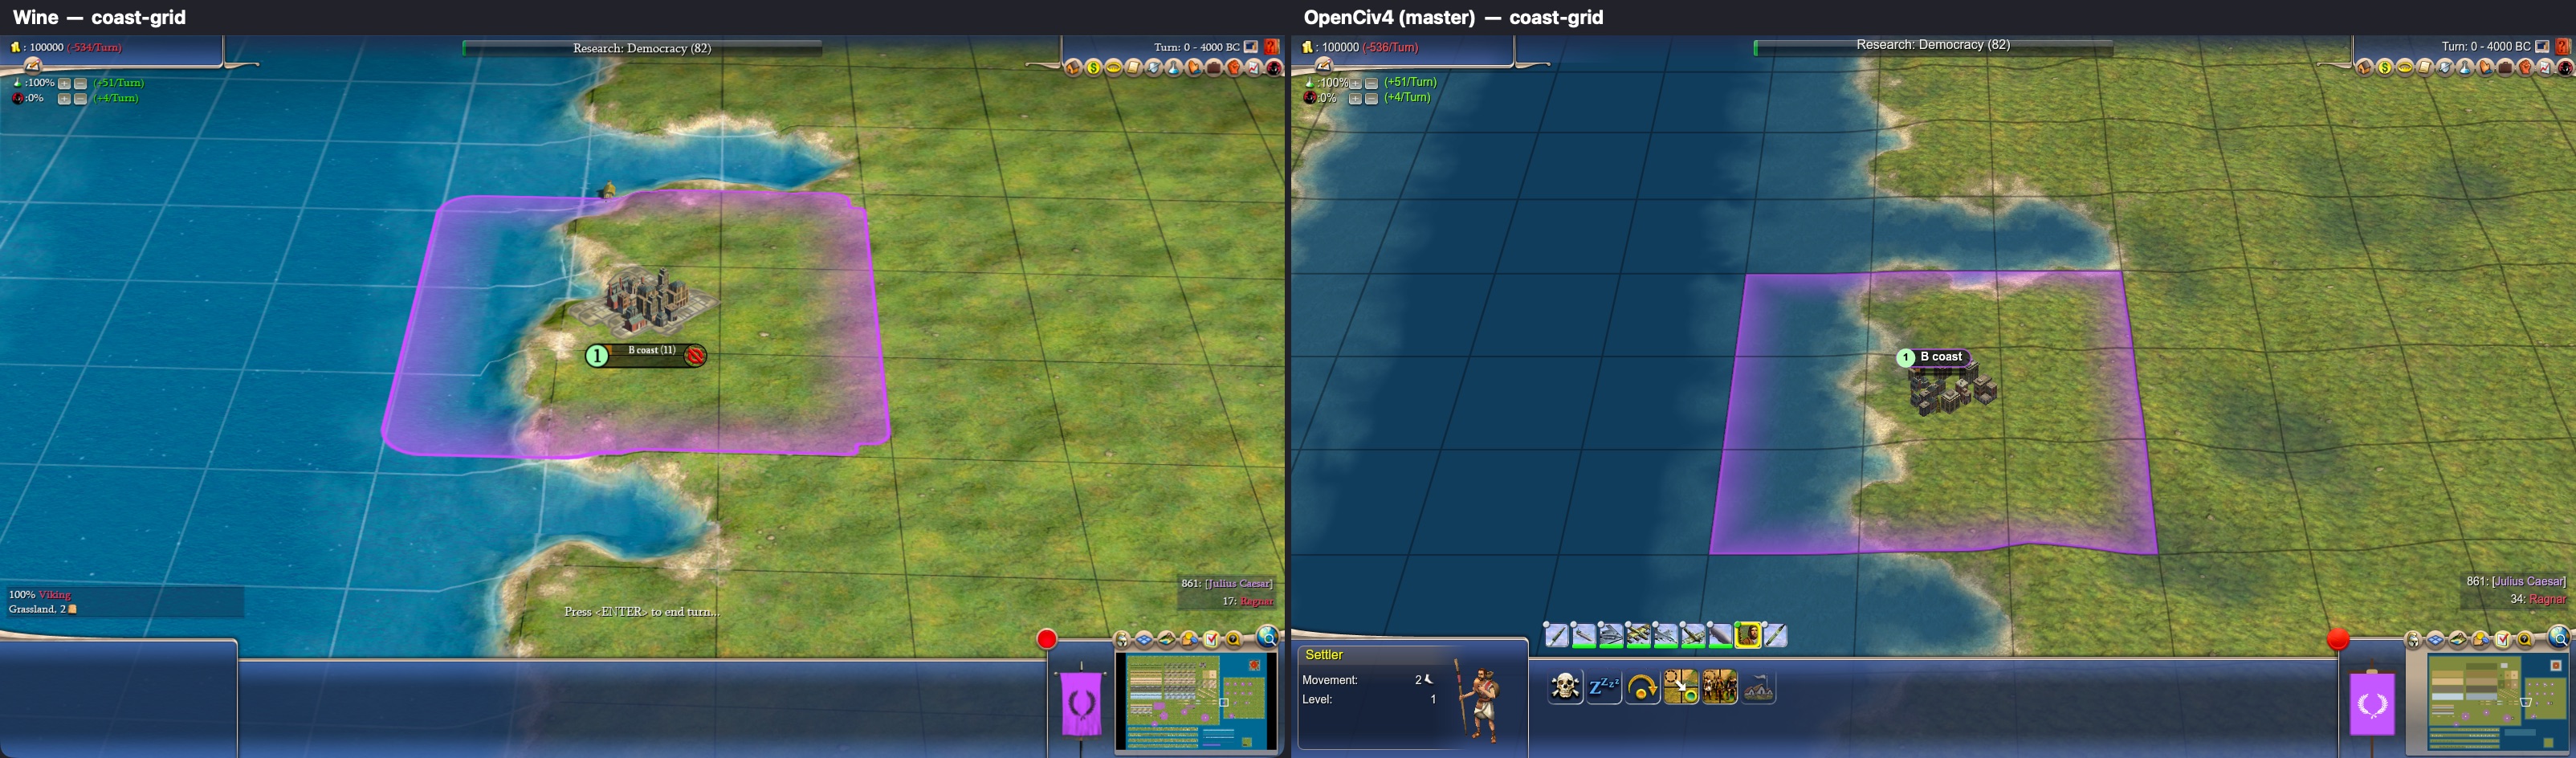 Wine — coast-grid
: 100000 (-534/Turn)
Research: Democracy (82)
Turn: 0 - 4000 BC
:100% (+51/Turn)
:0% (+4/Turn)
1 B coast (11)
100% Viking
Grassland, 2
Press <ENTER> to end turn...
861: [Julius Caesar]
17: Ragnar
OpenCiv4 (master) — coast-grid
: 100000 (-536/Turn)
Research: Democracy (82)
Turn: 0 - 4000 BC
:100% (+51/Turn)
:0% (+4/Turn)
1 B coast
861: [Julius Caesar]
34: Ragnar
Settler
Movement: 2
Level: 1
ZZZZ